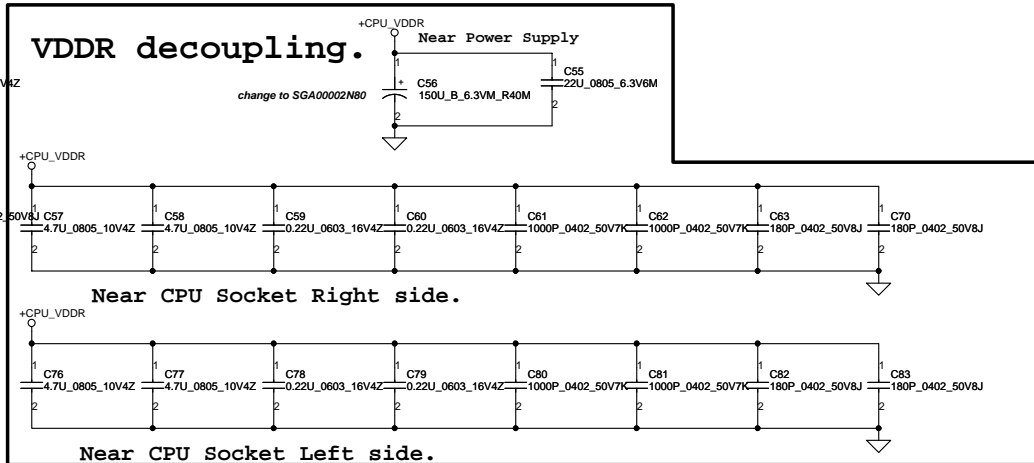 +CPU_VDDR
VDDR decoupling.
Near Power Supply
V4Z
change to SGA00002N80
1
+
C56
150U_B_6.3VM_R40M
2
1
C55
22U_0805_6.3V6M
2
+CPU_VDDR
2_50V8J
1 C57 4.7U_0805_10V4Z 2
1 C58 4.7U_0805_10V4Z 2
1 C59 0.22U_0603_16V4Z 2
1 C60 0.22U_0603_16V4Z 2
1 C61 1000P_0402_50V7K 2
1 C62 1000P_0402_50V7K 2
1 C63 180P_0402_50V8J 2
1 C70 180P_0402_50V8J 2
Near CPU Socket Right side.
+CPU_VDDR
1 C76 4.7U_0805_10V4Z 2
1 C77 4.7U_0805_10V4Z 2
1 C78 0.22U_0603_16V4Z 2
1 C79 0.22U_0603_16V4Z 2
1 C80 1000P_0402_50V7K 2
1 C81 1000P_0402_50V7K 2
1 C82 180P_0402_50V8J 2
1 C83 180P_0402_50V8J 2
Near CPU Socket Left side.